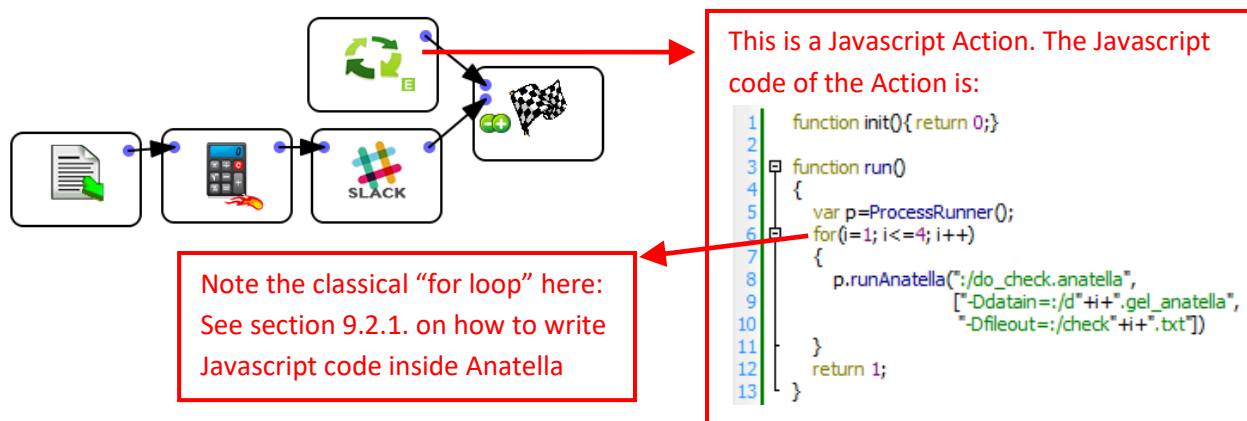 This is a Javascript Action. The Javascript
code of the Action is:
E
SLACK
1 function init(){ return 0;}
2
3 function run()
4 {
5 var p=ProcessRunner();
6 for(i=1; i<=4; i++)
7 {
8 p.runAnatella(":/do_check.anatella",
9 ["-Ddatain=:/d"+i+".gel_anatella",
10 "-Dfileout=:/check"+i+".txt"])
11 }
12 return 1;
13 }
Note the classical “for loop” here:
See section 9.2.1. on how to write
Javascript code inside Anatella